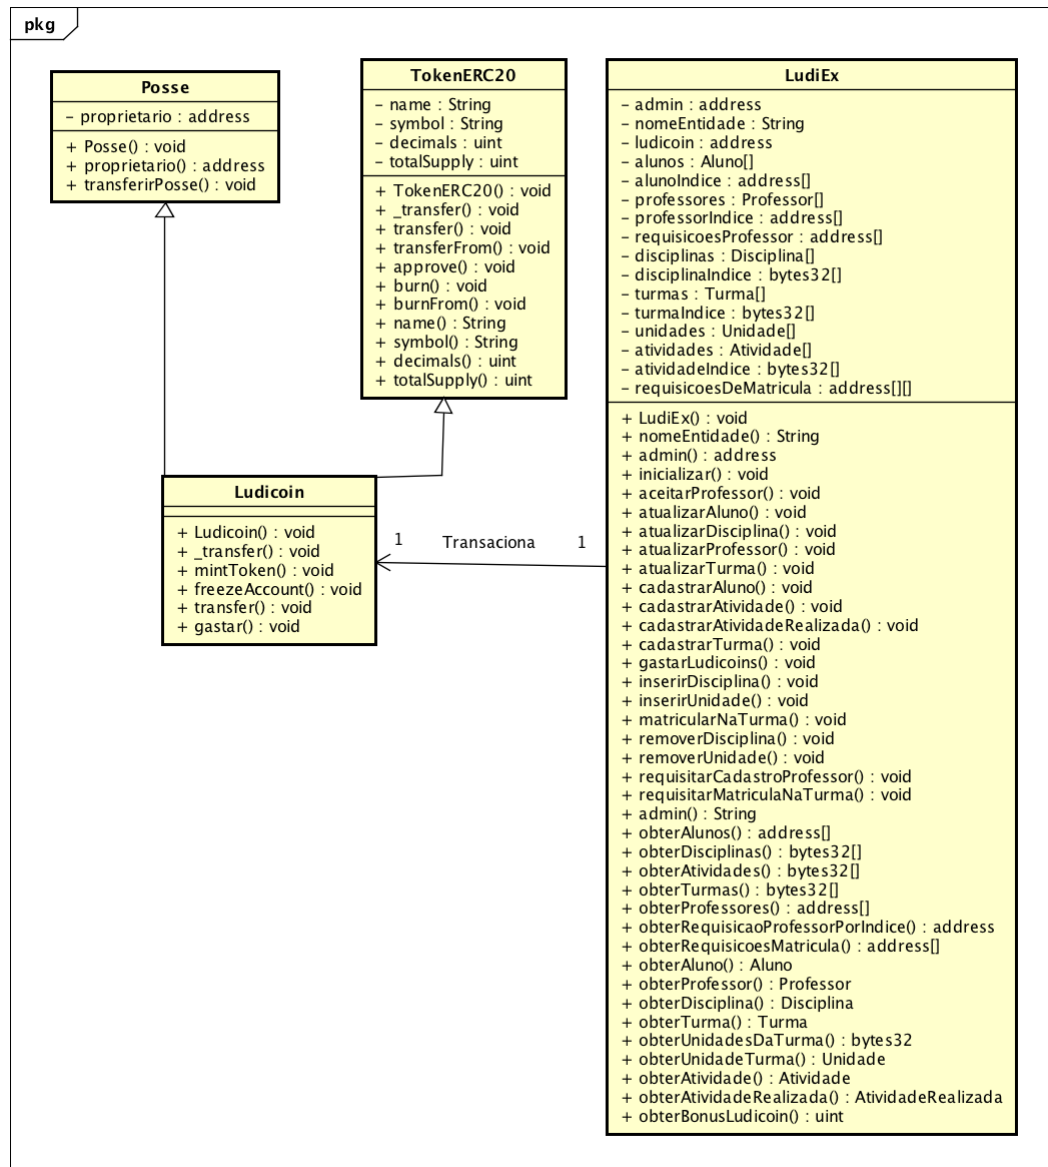 pkg
Posse
– proprietario : address
+ Posse() : void
+ proprietario() : address
+ transferirPosse() : void
TokenERC20
– name : String
– symbol : String
– decimals : uint
– totalSupply : uint
+ TokenERC20() : void
+ _transfer() : void
+ transfer() : void
+ transferFrom() : void
+ approve() : void
+ burn() : void
+ burnFrom() : void
+ name() : String
+ symbol() : String
+ decimals() : uint
+ totalSupply() : uint
LudiEx
– admin : address
– nomeEntidade : String
– ludicoin : address
– alunos : Aluno[]
– alunoIndice : address[]
– professores : Professor[]
– professorIndice : address[]
– requisicoesProfessor : address[]
– disciplinas : Disciplina[]
– disciplinaIndice : bytes32[]
– turmas : Turma[]
– turmaIndice : bytes32[]
– unidades : Unidade[]
– atividades : Atividade[]
– atividadeIndice : bytes32[]
– requisicoesDeMatricula : address[][]
+ LudiEx() : void
+ nomeEntidade() : String
+ admin() : address
+ inicializar() : void
+ aceitarProfessor() : void
+ atualizarAluno() : void
+ atualizarDisciplina() : void
+ atualizarProfessor() : void
+ atualizarTurma() : void
+ cadastrarAluno() : void
+ cadastrarAtividade() : void
+ cadastrarAtividadeRealizada() : void
+ cadastrarTurma() : void
+ gastarLudicoins() : void
+ inserirDisciplina() : void
+ inserirUnidade() : void
+ matricularNaTurma() : void
+ removerDisciplina() : void
+ removerUnidade() : void
+ requisitarCadastroProfessor() : void
+ requisitarMatriculaNaTurma() : void
+ admin() : String
+ obterAlunos() : address[]
+ obterDisciplinas() : bytes32[]
+ obterAtividades() : bytes32[]
+ obterTurmas() : bytes32[]
+ obterProfessores() : address[]
+ obterRequisicaoProfessorPorIndice() : address
+ obterRequisicoesMatricula() : address[]
+ obterAluno() : Aluno
+ obterProfessor() : Professor
+ obterDisciplina() : Disciplina
+ obterTurma() : Turma
+ obterUnidadesDaTurma() : bytes32
+ obterUnidadeTurma() : Unidade
+ obterAtividade() : Atividade
+ obterAtividadeRealizada() : AtividadeRealizada
+ obterBonusLudicoin() : uint
Ludicoin
+ Ludicoin() : void
+ _transfer() : void
+ mintToken() : void
+ freezeAccount() : void
+ transfer() : void
+ gastar() : void
1 Transaciona 1